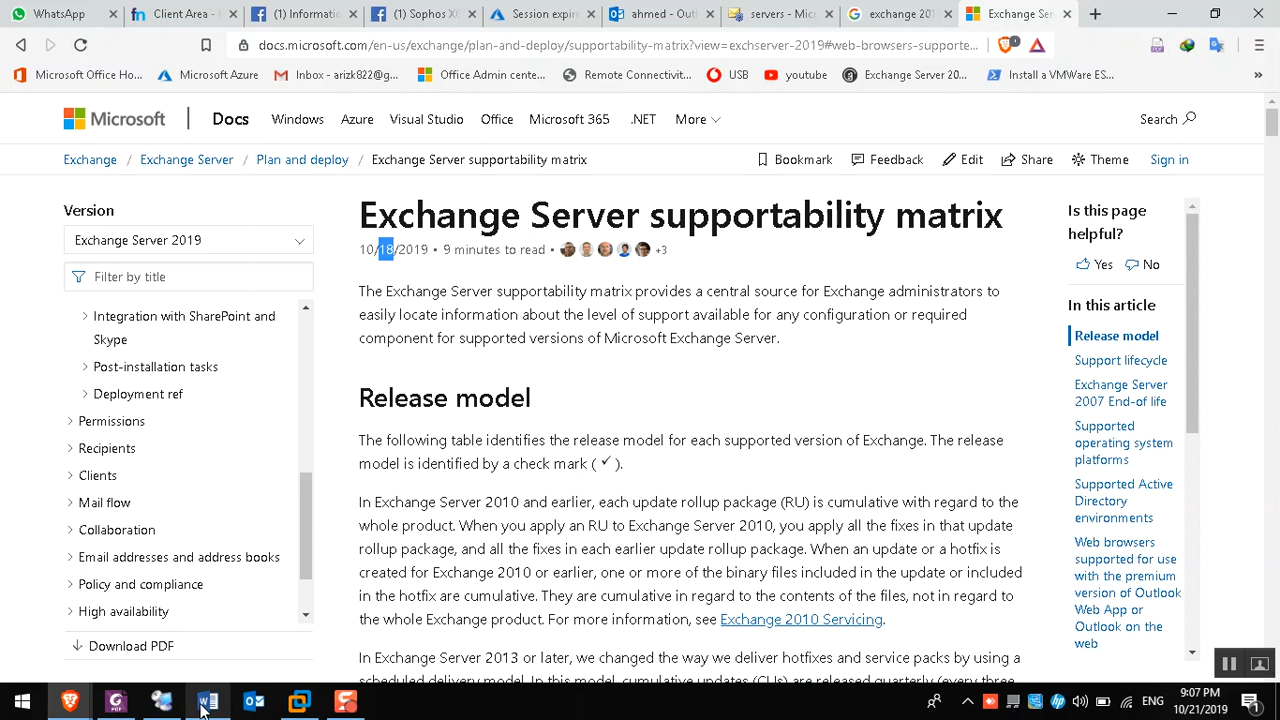 WhatsApp
Client Area -
(1) Informatio
(1) Sophos
Session expir
ahmed - Outl
servers - Mic
exchange 201
Exchange Ser
docs.microsoft.com/en-us/exchange/plan-and-deploy/supportability-matrix?view=exchserver-2019#web-browsers-supporte...
Microsoft Office Ho...
Microsoft Azure
Inbox - arizk822@g...
Office Admin cente...
Remote Connectivit...
USB
youtube
Exchange Server 20...
Install a VMWare ES...
»
Microsoft
Docs
Windows
Azure
Visual Studio
Office
Microsoft 365
.NET
More
Search
Exchange / Exchange Server / Plan and deploy / Exchange Server supportability matrix
Bookmark
Feedback
Edit
Share
Theme
Sign in
Version
Exchange Server 2019
Filter by title
Integration with SharePoint and
Skype
Post-installation tasks
Deployment ref
Permissions
Recipients
Clients
Mail flow
Collaboration
Email addresses and address books
Policy and compliance
High availability
Download PDF
Exchange Server supportability matrix
10/18/2019 • 9 minutes to read • +3
The Exchange Server supportability matrix provides a central source for Exchange administrators to
easily locate information about the level of support available for any configuration or required
component for supported versions of Microsoft Exchange Server.
Release model
The following table identifies the release model for each supported version of Exchange. The release
model is identified by a check mark ( ✓ ).
In Exchange Server 2010 and earlier, each update rollup package (RU) is cumulative with regard to the
whole product. When you apply an RU to Exchange Server 2010, you apply all the fixes in that update
rollup package, and all the fixes in each earlier update rollup package. When an update or a hotfix is
created for Exchange 2010 or earlier, one or more of the binary files included in the update or included
in the hotfix are cumulative. They are cumulative in regard to the contents of the files, not in regard to
the whole Exchange product. For more information, see Exchange 2010 Servicing.
In Exchange Server 2013 or later, we changed the way we deliver hotfixes and service packs by using a
scheduled delivery model. In this model, cumulative updates (CUs) are released quarterly (every three
Is this page
helpful?
Yes
No
In this article
Release model
Support lifecycle
Exchange Server
2007 End-of life
Supported
operating system
platforms
Supported Active
Directory
environments
Web browsers
supported for use
with the premium
version of Outlook
Web App or
Outlook on the
web
ENG
9:07 PM
10/21/2019